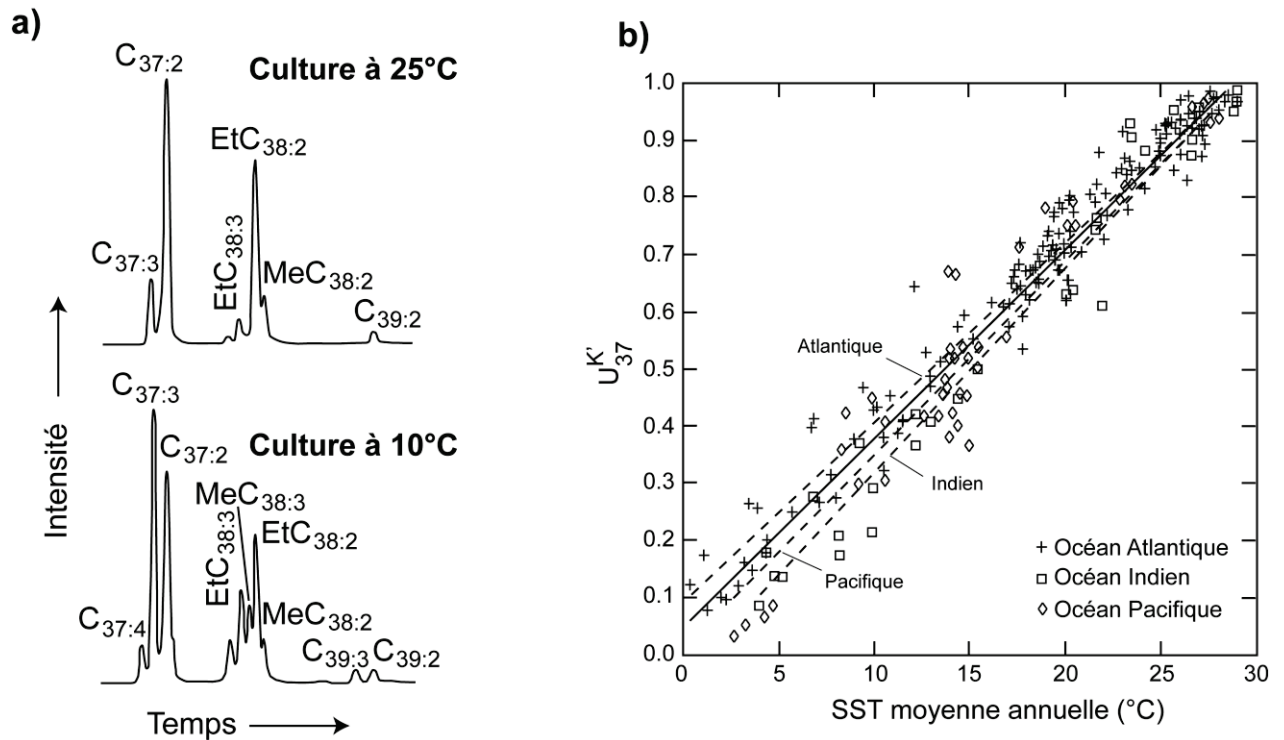 a)
C37:2
Culture à 25°C
EtC38:2
C37:3
EtC38:3
MeC38:2
C39:2
Intensité
C37:3
C37:2
Culture à 10°C
MeC38:3
EtC38:3
EtC38:2
C37:4
MeC38:2
C39:3
C39:2
Temps
b)
1.0
0.9
0.8
0.7
0.6
0.5
0.4
0.3
0.2
0.1
0.0
UK'37
Atlantique
Indien
Pacifique
+ Océan Atlantique
□ Océan Indien
◊ Océan Pacifique
0 5 10 15 20 25 30
SST moyenne annuelle (°C)